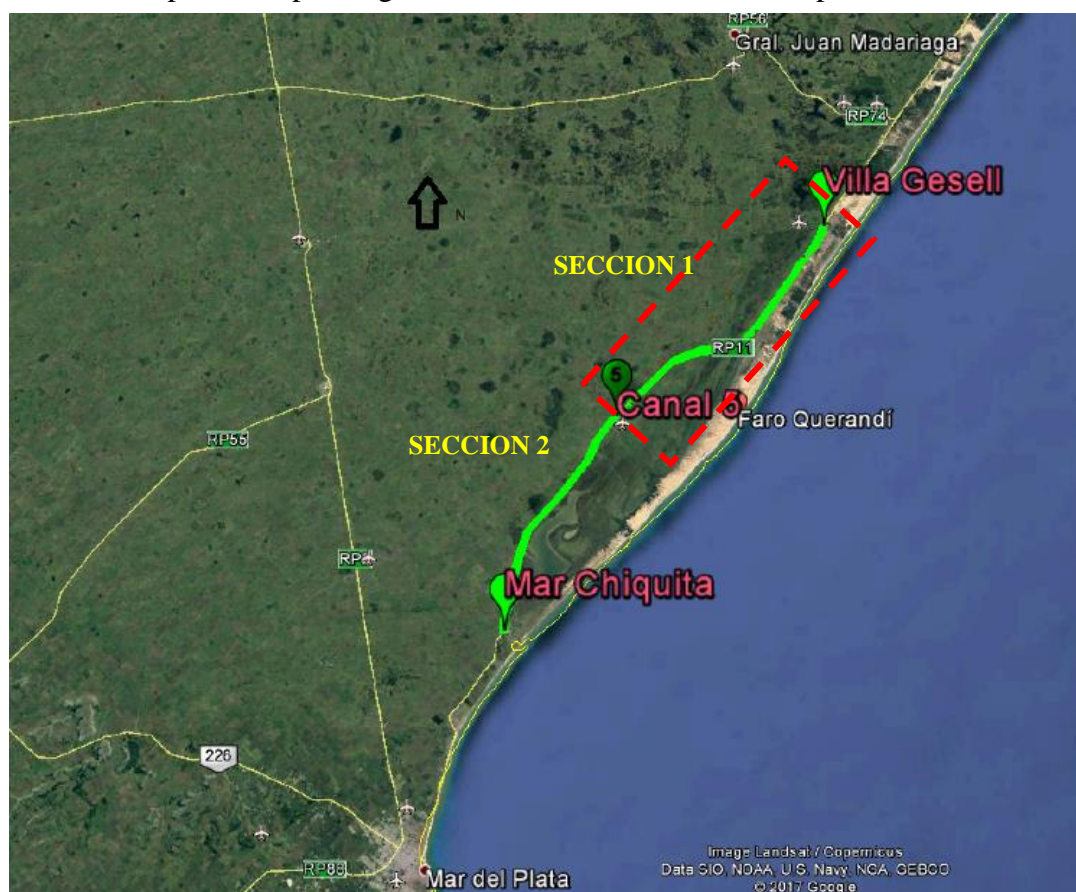 RP56
Gral. Juan Madariaga
RP74
Villa Gesell
N
SECCION 1
RP11
5
Canal 5
Faro Querandí
RP55
SECCION 2
Mar Chiquita
226
RP88
Mar del Plata
Image Landsat / Copernicus
Data SIO, NOAA, U.S. Navy, NGA, GEBCO
© 2017 Google